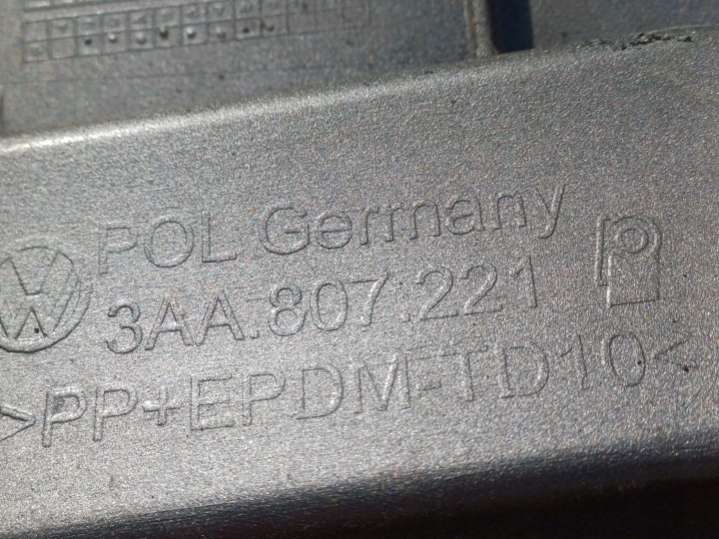 POL Germany
3AA.807.221
>PP+EPDM-TD10<